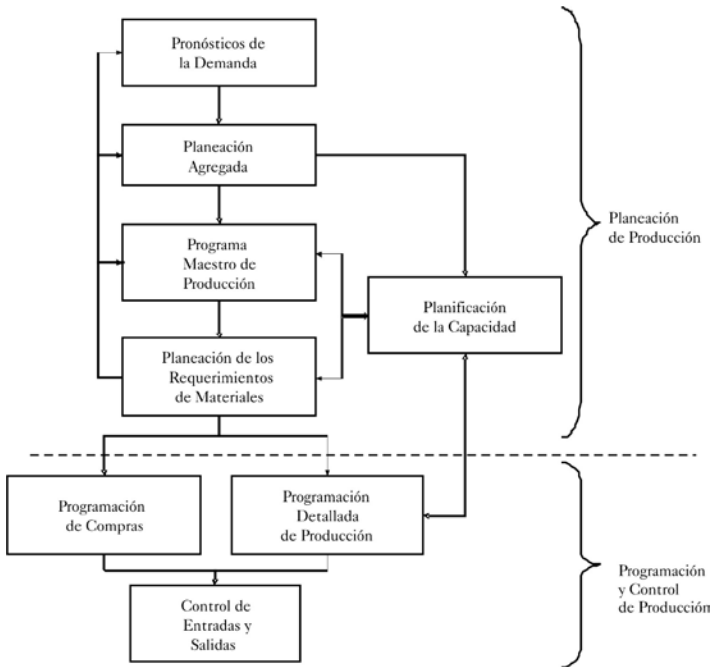 Pronósticos de
la Demanda
Planeación
Agregada
Programa
Maestro de
Producción
Planeación
de Producción
Planificación
de la Capacidad
Planeación de los
Requerimientos
de Materiales
Programación
de Compras
Programación
Detallada
de Producción
Programación
y Control
de Producción
Control de
Entradas y
Salidas